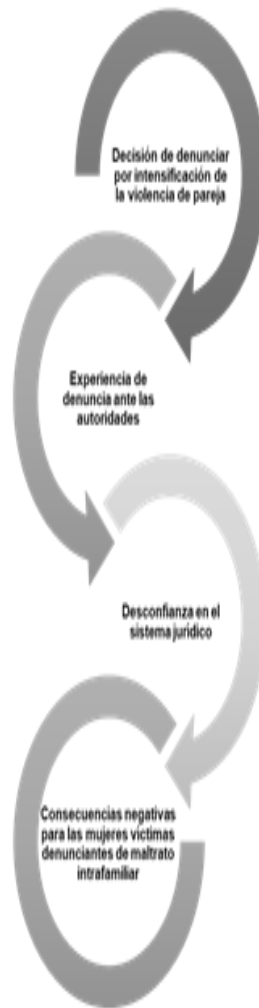 Decisión de denunciar
por intensificación de
la violencia de pareja
Experiencia de
denuncia ante las
autoridades
Desconfianza en el
sistema jurídico
Consecuencias negativas
para las mujeres víctimas
denunciantes de maltrato
intrafamiliar